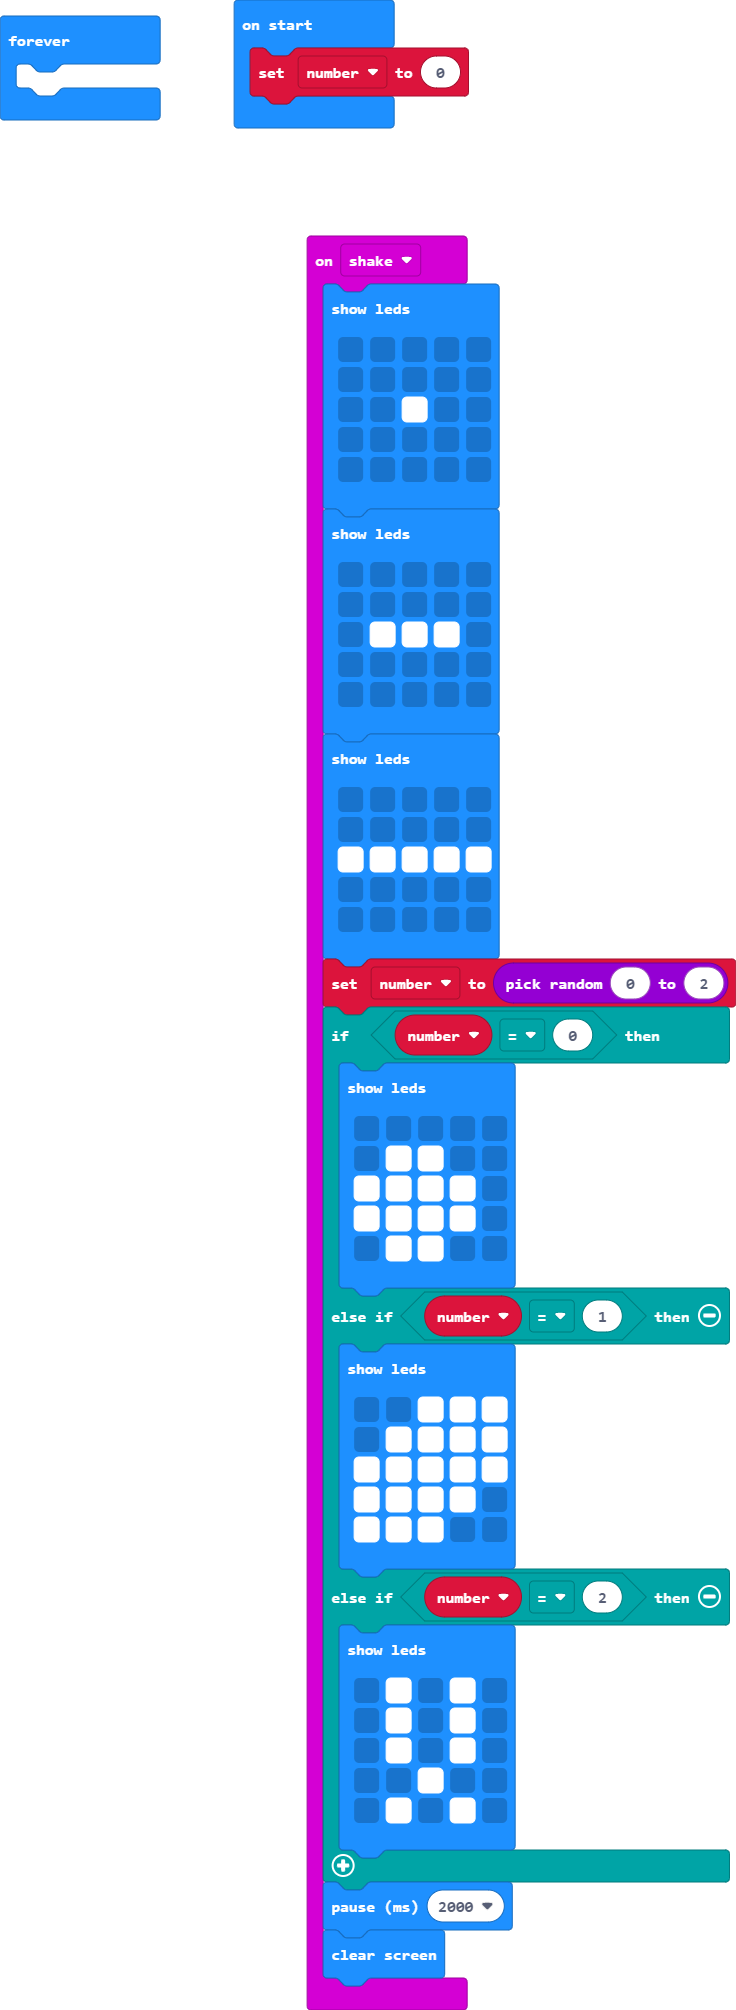 forever
on start
set number to 0
on shake
show leds
show leds
show leds
set number to pick random 0 to 2
if number = 0 then
show leds
else if number = 1 then
show leds
else if number = 2 then
show leds
pause (ms) 2000
clear screen